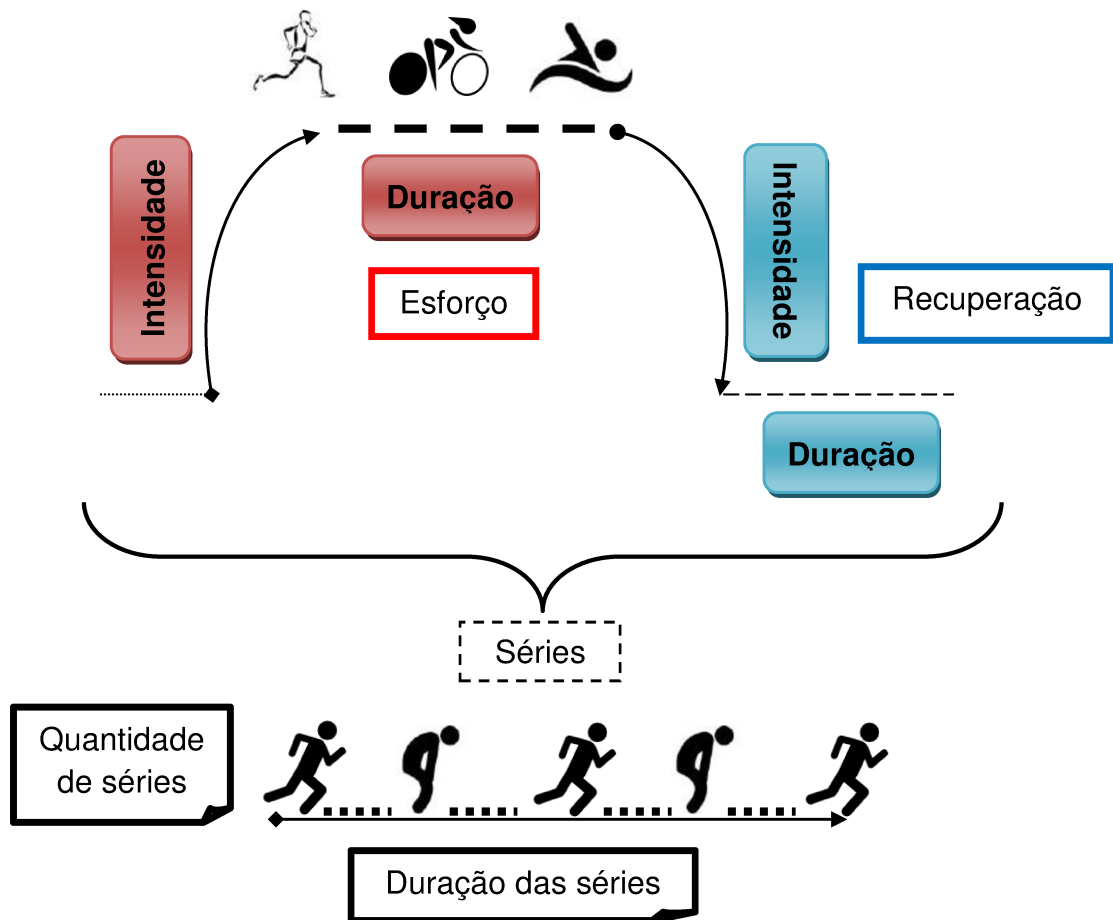 Intensidade
Duração
Esforço
Intensidade
Recuperação
Duração
Séries
Quantidade
de séries
Duração das séries